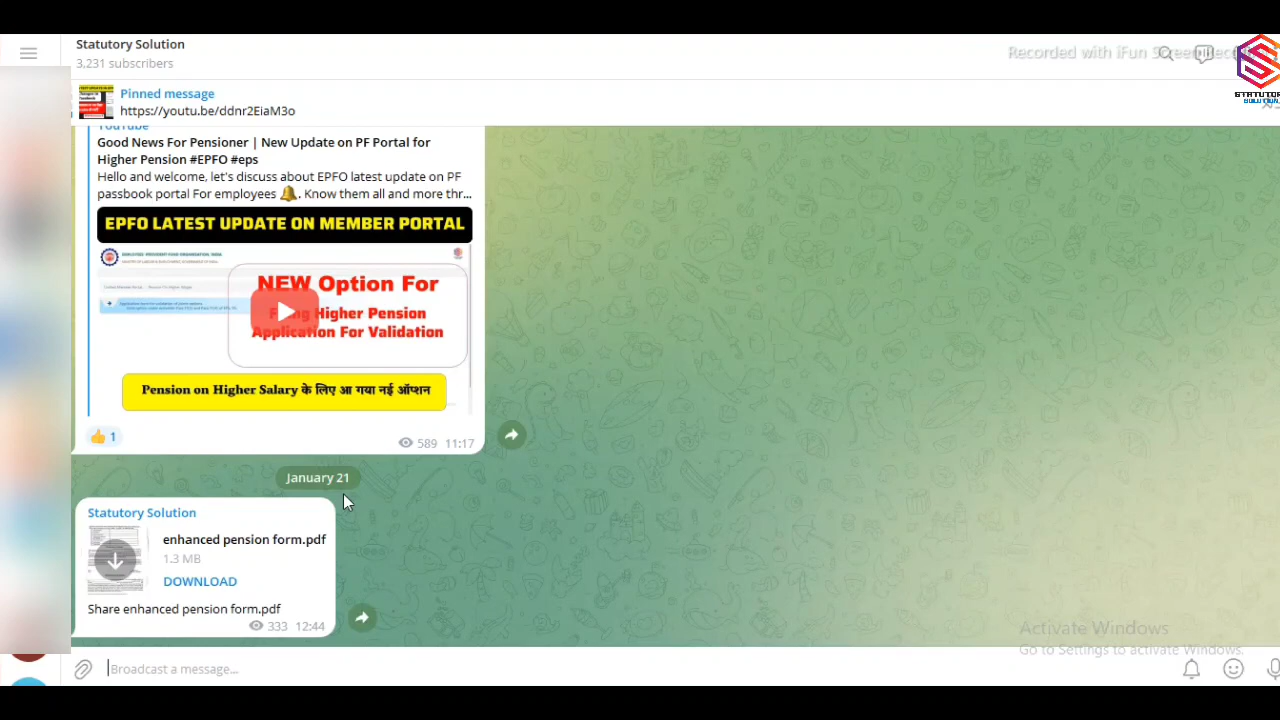 Statutory Solution
3,231 subscribers
Recorded with iFun Screen
STATUTOR
SOLUTION
Pinned message
https://youtu.be/ddnr2EiaM3o
YouTube
Good News For Pensioner | New Update on PF Portal for
Higher Pension #EPFO #eps
Hello and welcome, let's discuss about EPFO latest update on PF
passbook portal For employees 🔔. Know them all and more thr...
EPFO LATEST UPDATE ON MEMBER PORTAL
NEW Option For
Higher Pension
Application For Validation
Pension on Higher Salary के लिए आ गया नई ऑप्शन
👍 1
589 11:17
January 21
Statutory Solution
enhanced pension form.pdf
1.3 MB
DOWNLOAD
Share enhanced pension form.pdf
333 12:44
Activate Windows
Go to Settings to activate Windows.
Broadcast a message...